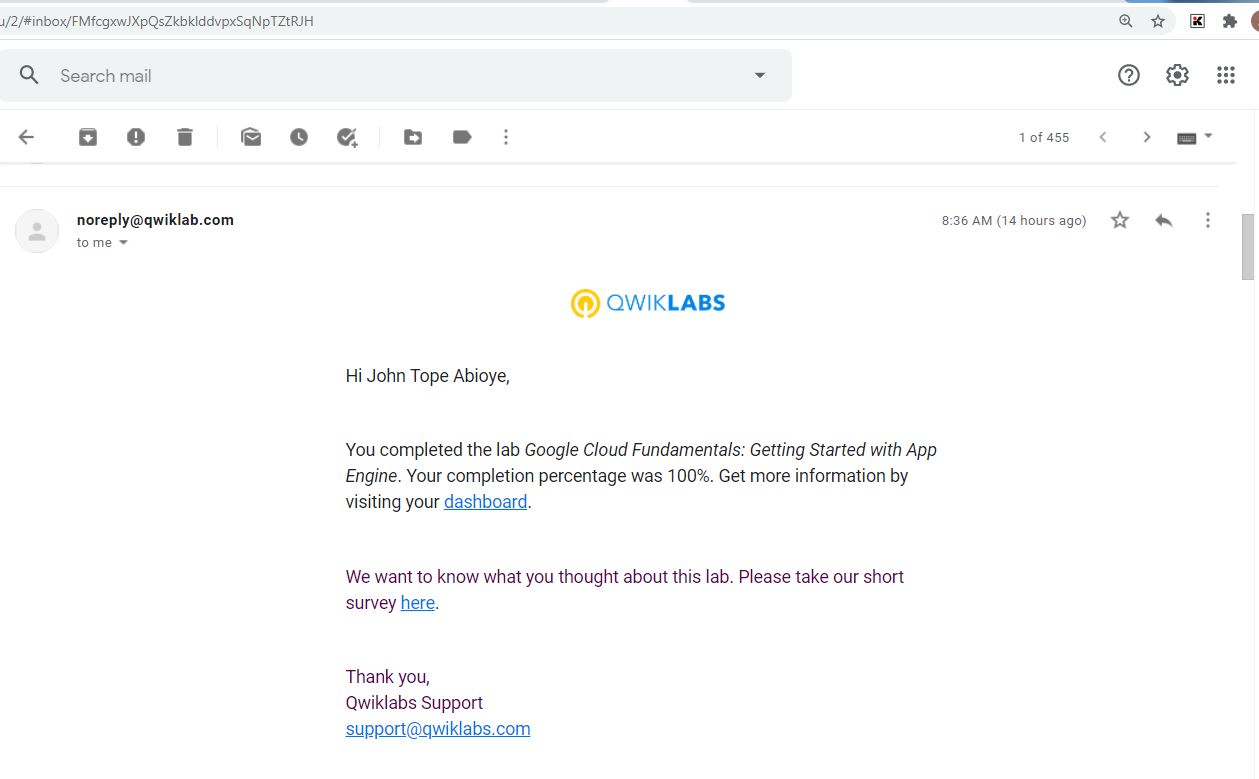 u/2/#inbox/FMfcgxwJXpQsZkbklddvpxSqNpTZtRJH
Search mail
1 of 455
noreply@qwiklab.com
8:36 AM (14 hours ago)
to me
QWIKLABS
Hi John Tope Abioye,
You completed the lab Google Cloud Fundamentals: Getting Started with App
Engine. Your completion percentage was 100%. Get more information by
visiting your dashboard.
We want to know what you thought about this lab. Please take our short
survey here.
Thank you,
Qwiklabs Support
support@qwiklabs.com